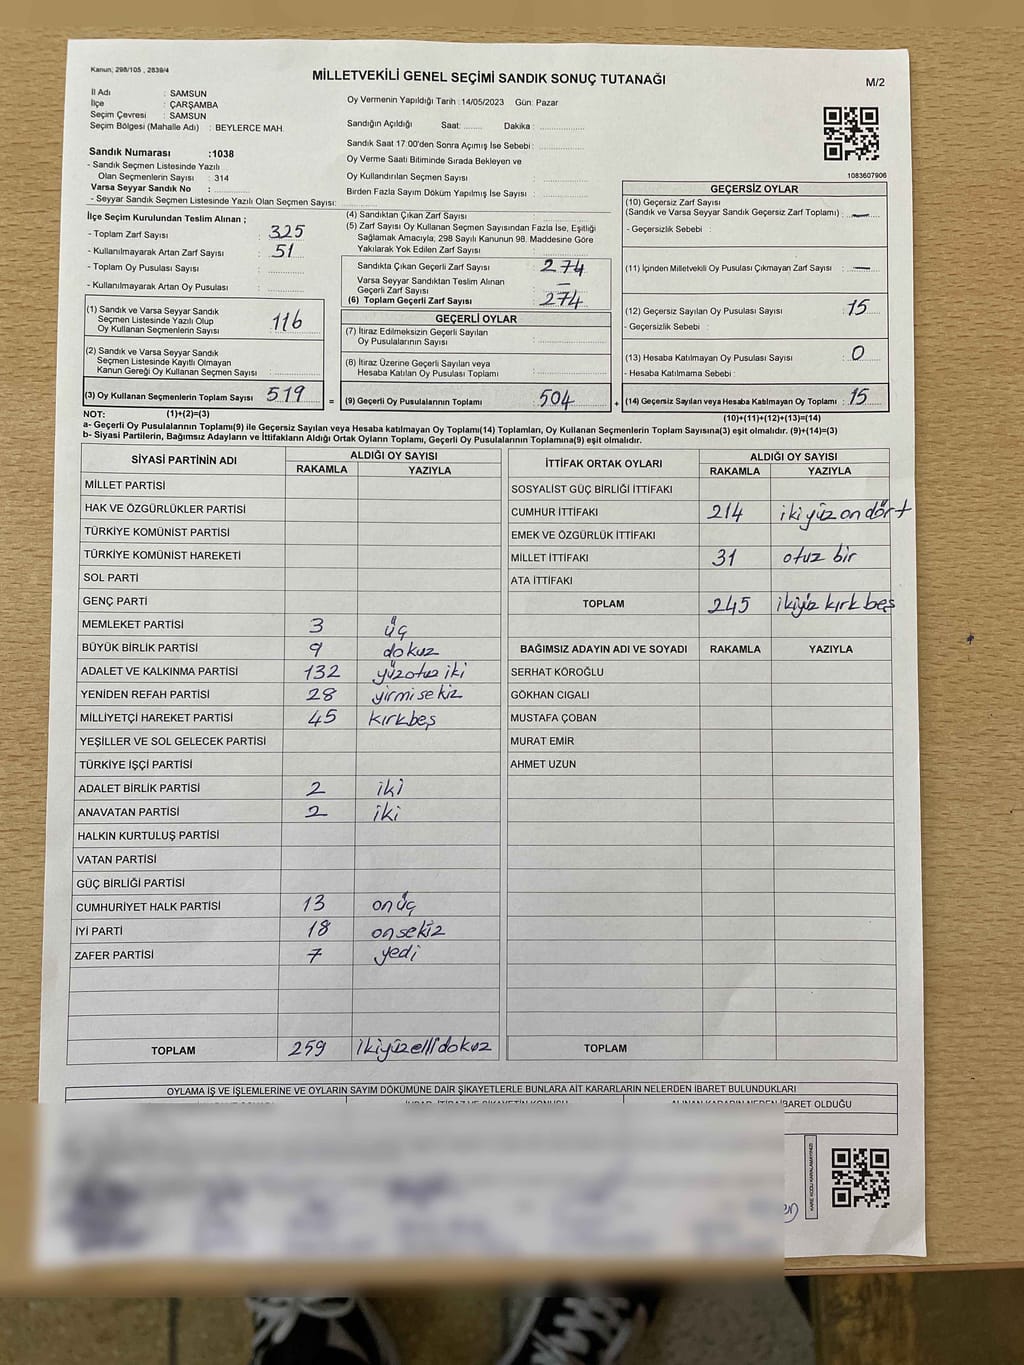 Kanun; 298/105 , 2839/4
MİLLETVEKİLİ GENEL SEÇİMİ SANDIK SONUÇ TUTANAĞI
M/2
İl Adı : SAMSUN
İlçe : ÇARŞAMBA
Seçim Çevresi : SAMSUN
Seçim Bölgesi (Mahalle Adı) : BEYLERCE MAH.
Sandık Numarası :1038
- Sandık Seçmen Listesinde Yazılı
Olan Seçmenlerin Sayısı : 314
Varsa Seyyar Sandık No :
- Seyyar Sandık Seçmen Listesinde Yazılı Olan Seçmen Sayısı:
Oy Vermenin Yapıldığı Tarih : 14/05/2023 Gün: Pazar
Sandığın Açıldığı Saat: Dakika :
Sandık Saat 17:00'den Sonra Açılmış İse Sebebi :
Oy Verme Saati Bitiminde Sırada Bekleyen ve
Oy Kullandırılan Seçmen Sayısı :
Birden Fazla Sayım Döküm Yapılmış İse Sayısı :
1083607906
İlçe Seçim Kurulundan Teslim Alınan ;
- Toplam Zarf Sayısı : 325
- Kullanılmayarak Artan Zarf Sayısı : 51
- Toplam Oy Pusulası Sayısı :
- Kullanılmayarak Artan Oy Pusulası :
(4) Sandıktan Çıkan Zarf Sayısı :
(5) Zarf Sayısı Oy Kullanan Seçmen Sayısından Fazla İse, Eşitliği
Sağlamak Amacıyla, 298 Sayılı Kanunun 98. Maddesine Göre
Yakılarak Yok Edilen Zarf Sayısı :
Sandıkta Çıkan Geçerli Zarf Sayısı : 274
Varsa Seyyar Sandıktan Teslim Alınan
Geçerli Zarf Sayısı : –
(6) Toplam Geçerli Zarf Sayısı : 274
GEÇERSİZ OYLAR
(10) Geçersiz Zarf Sayısı
(Sandık ve Varsa Seyyar Sandık Geçersiz Zarf Toplamı) : —
- Geçersizlik Sebebi :
(11) İçinden Milletvekili Oy Pusulası Çıkmayan Zarf Sayısı : —
(12) Geçersiz Sayılan Oy Pusulası Sayısı : 15
- Geçersizlik Sebebi :
(13) Hesaba Katılmayan Oy Pusulası Sayısı : 0
- Hesaba Katılmama Sebebi :
(14) Geçersiz Sayılan veya Hesaba Katılmayan Oy Toplamı : 15
(1) Sandık ve Varsa Seyyar Sandık
Seçmen Listesinde Yazılı Olup
Oy Kullanan Seçmenlerin Sayısı : 116
(2) Sandık ve Varsa Seyyar Sandık
Seçmen Listesinde Kayıtlı Olmayan
Kanun Gereği Oy Kullanan Seçmen Sayısı :
(3) Oy Kullanan Seçmenlerin Toplam Sayısı : 519 =
GEÇERLİ OYLAR
(7) İtiraz Edilmeksizin Geçerli Sayılan
Oy Pusulalarının Sayısı :
(8) İtiraz Üzerine Geçerli Sayılan veya
Hesaba Katılan Oy Pusulası Toplamı :
(9) Geçerli Oy Pusulalarının Toplamı : 504 +
NOT: (1)+(2)=(3) (10)+(11)+(12)+(13)=(14)
a- Geçerli Oy Pusulalarının Toplamı(9) ile Geçersiz Sayılan veya Hesaba katılmayan Oy Toplamı(14) Toplamları, Oy Kullanan Seçmenlerin Toplam Sayısına(3) eşit olmalıdır. (9)+(14)=(3)
b- Siyasi Partilerin, Bağımsız Adayların ve İttifakların Aldığı Ortak Oyların Toplamı, Geçerli Oy Pusulalarının Toplamına(9) eşit olmalıdır.
SİYASİ PARTİNİN ADI ALDIĞI OY SAYISI
RAKAMLA YAZIYLA
MİLLET PARTİSİ
HAK VE ÖZGÜRLÜKLER PARTİSİ
TÜRKİYE KOMÜNİST PARTİSİ
TÜRKİYE KOMÜNİST HAREKETİ
SOL PARTİ
GENÇ PARTİ
MEMLEKET PARTİSİ 3 üç
BÜYÜK BİRLİK PARTİSİ 9 dokuz
ADALET VE KALKINMA PARTİSİ 132 yüzotuz iki
YENİDEN REFAH PARTİSİ 28 yirmi sekiz
MİLLİYETÇİ HAREKET PARTİSİ 45 kırkbeş
YEŞİLLER VE SOL GELECEK PARTİSİ
TÜRKİYE İŞÇİ PARTİSİ
ADALET BİRLİK PARTİSİ 2 iki
ANAVATAN PARTİSİ 2 iki
HALKIN KURTULUŞ PARTİSİ
VATAN PARTİSİ
GÜÇ BİRLİĞİ PARTİSİ
CUMHURİYET HALK PARTİSİ 13 onüç
İYİ PARTİ 18 onsekiz
ZAFER PARTİSİ 7 yedi
TOPLAM 259 ikiyüzellidokuz
İTTİFAK ORTAK OYLARI ALDIĞI OY SAYISI
RAKAMLA YAZIYLA
SOSYALİST GÜÇ BİRLİĞİ İTTİFAKI
CUMHUR İTTİFAKI 214 ikiyüz on dört
EMEK VE ÖZGÜRLÜK İTTİFAKI
MİLLET İTTİFAKI 31 otuz bir
ATA İTTİFAKI
TOPLAM 245 ikiyüz kırk beş
BAĞIMSIZ ADAYIN ADI VE SOYADI RAKAMLA YAZIYLA
SERHAT KÖROĞLU
GÖKHAN CIGALI
MUSTAFA ÇOBAN
MURAT EMİR
AHMET UZUN
TOPLAM
OYLAMA İŞ VE İŞLEMLERİNE VE OYLARIN SAYIM DÖKÜMÜNE DAİR ŞİKAYETLERLE BUNLARA AİT KARARLARIN NELERDEN İBARET BULUNDUKLARI
ALINAN KARARIN NEDEN İBARET OLDUĞU